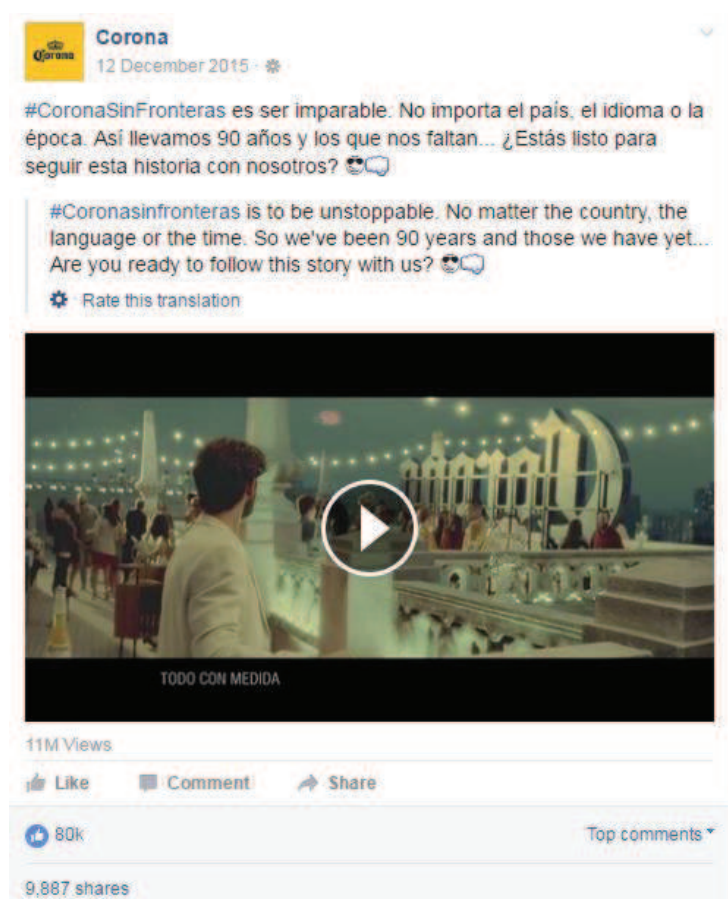 Corona
Corona
12 December 2015
#CoronaSinFronteras es ser imparable. No importa el país, el idioma o la
época. Así llevamos 90 años y los que nos faltan... ¿Estás listo para
seguir esta historia con nosotros? 😎💭
#Coronasinfronteras is to be unstoppable. No matter the country, the
language or the time. So we've been 90 years and those we have yet...
Are you ready to follow this story with us? 😎💭
Rate this translation
TODO CON MEDIDA
11M Views
Like Comment Share
80k Top comments
9,887 shares